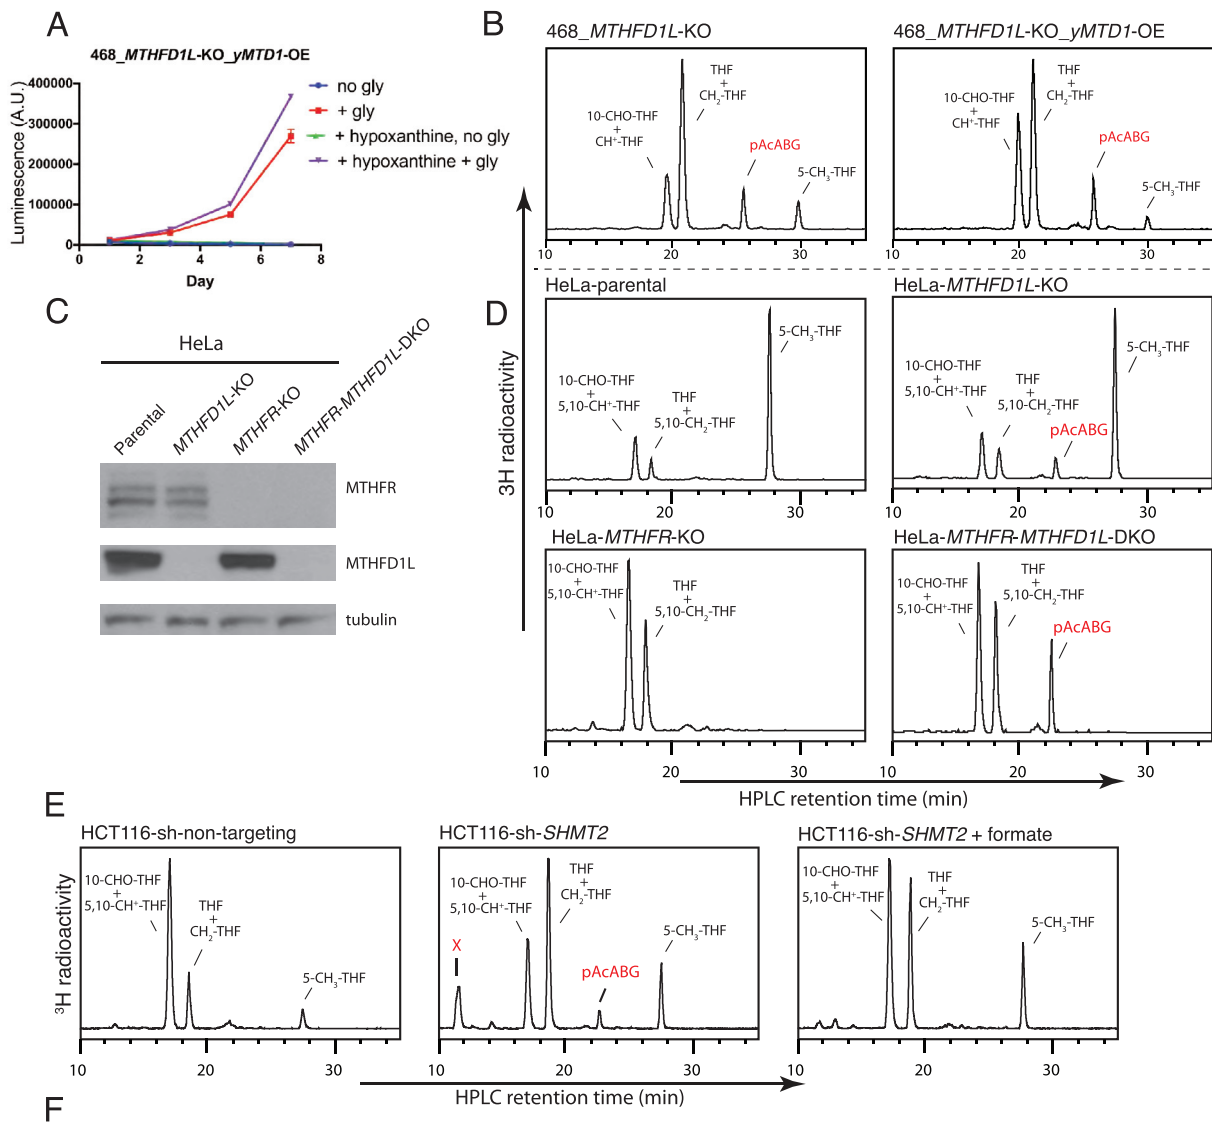 A
468_MTHFD1L-KO_yMTD1-OE
Luminescence (A.U.)
400000
300000
200000
100000
0
0 2 4 6 8
Day
no gly
+ gly
+ hypoxanthine, no gly
+ hypoxanthine + gly
B
468_MTHFD1L-KO
10-CHO-THF
+
CH⁺-THF
THF
+
CH₂-THF
pAcABG
5-CH₃-THF
10 20 30
468_MTHFD1L-KO_yMTD1-OE
10-CHO-THF
+
CH⁺-THF
THF
+
CH₂-THF
pAcABG
5-CH₃-THF
10 20 30
C
HeLa
Parental
MTHFD1L-KO
MTHFR-KO
MTHFR-MTHFD1L-DKO
MTHFR
MTHFD1L
tubulin
D
3H radioactivity
HeLa-parental
10-CHO-THF
+
5,10-CH⁺-THF
THF
+
5,10-CH₂-THF
5-CH₃-THF
10 20 30
HeLa-MTHFD1L-KO
10-CHO-THF
+
5,10-CH⁺-THF
THF
+
5,10-CH₂-THF
pAcABG
5-CH₃-THF
10 20 30
HeLa-MTHFR-KO
10-CHO-THF
+
5,10-CH⁺-THF
THF
+
5,10-CH₂-THF
10 20 30
HeLa-MTHFR-MTHFD1L-DKO
10-CHO-THF
+
5,10-CH⁺-THF
THF
+
5,10-CH₂-THF
pAcABG
10 20 30
HPLC retention time (min)
E
³H radioactivity
HCT116-sh-non-targeting
10-CHO-THF
+
5,10-CH⁺-THF
THF
+
CH₂-THF
5-CH₃-THF
10 20 30
HCT116-sh-SHMT2
X
10-CHO-THF
+
5,10-CH⁺-THF
THF
+
CH₂-THF
pAcABG
5-CH₃-THF
10 20 30
HCT116-sh-SHMT2 + formate
10-CHO-THF
+
5,10-CH⁺-THF
THF
+
CH₂-THF
5-CH₃-THF
10 20 30
HPLC retention time (min)
F